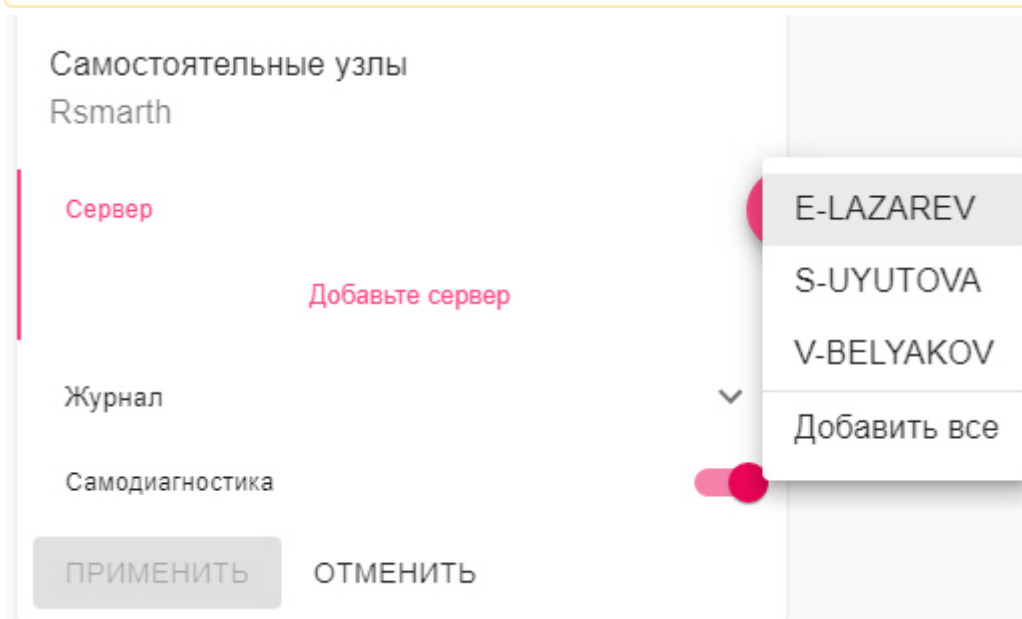 Самостоятельные узлы
Rsmarth
Сервер
Добавьте сервер
Журнал
Самодиагностика
ПРИМЕНИТЬ
ОТМЕНИТЬ
E-LAZAREV
S-UYUTOVA
V-BELYAKOV
Добавить все